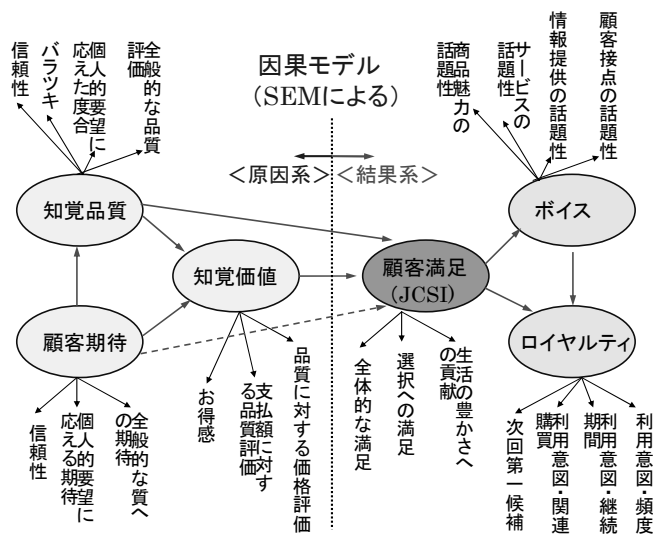 因果モデル
(SEMによる)
<原因系>
<結果系>
全般的な品質
評価
個人的要望に
応えた度合
バラツキ
信頼性
知覚品質
知覚価値
顧客期待
顧客満足
(JCSI)
ボイス
ロイヤルティ
顧客接点の話題性
情報提供の話題性
サービスの
話題性
商品魅力の
話題性
全般的な質へ
の期待
個人的要望に
応える期待
信頼性
品質に対する価格評価
支払額に対す
る品質評価
お得感
生活の豊かさへ
の貢献
選択への満足
全体的な満足
利用意図・頻度
利用意図・継続
期間
利用意図・関連
購買
次回第一候補